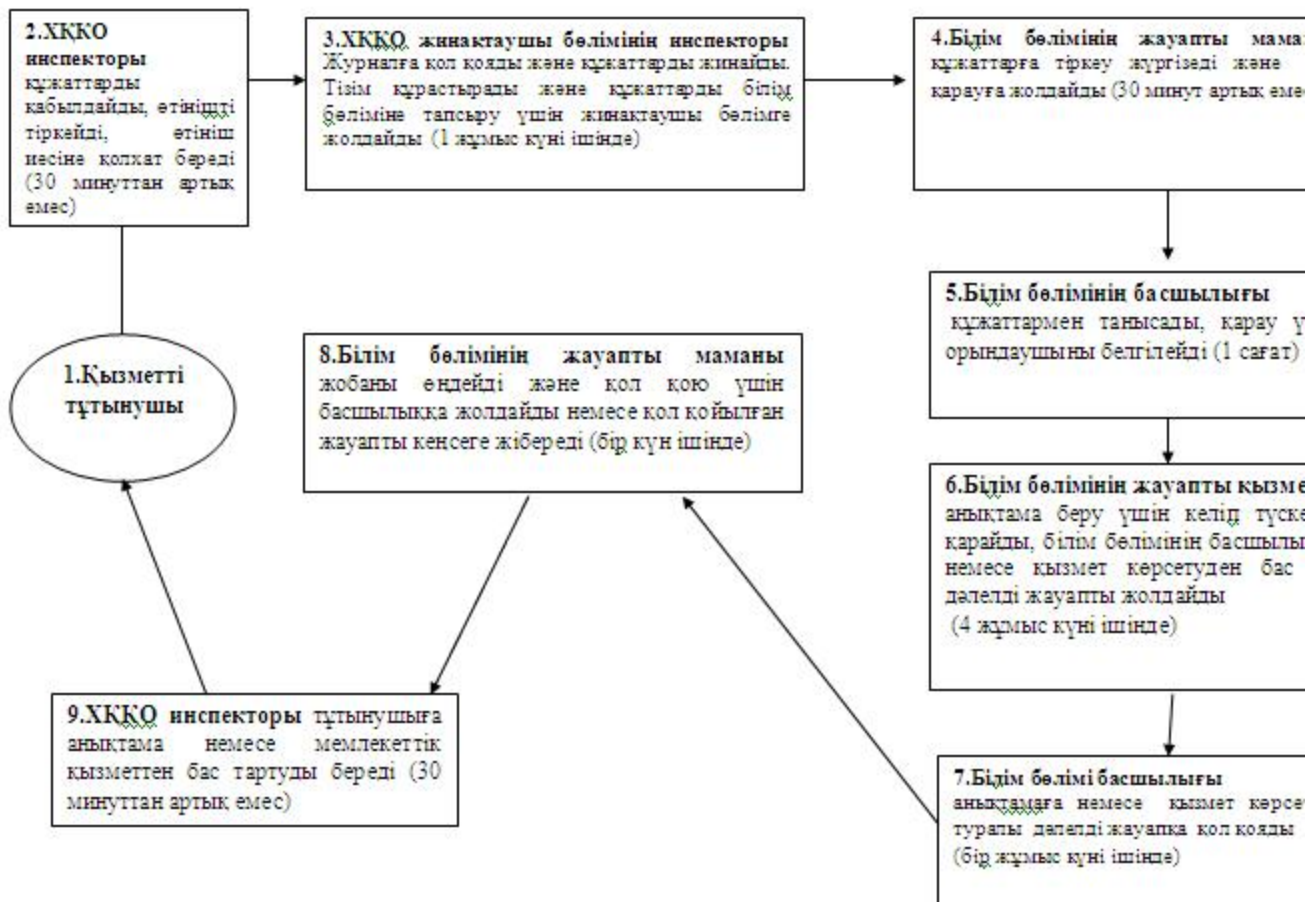 2.ХҚКО
инспекторы
құжаттарды
қабылдайды, өтінішті
тіркейді, өтініш
иесіне қолхат береді
(30 минуттан артық
емес)
3.ХҚКО жинақтаушы бөлімінің инспекторы
Журналға қол қояды және құжаттарды жинайды.
Тізім құрастырады және құжаттарды білім
бөліміне тапсыру үшін жинақтаушы бөлімге
жолдайды (1 жұмыс күні ішінде)
4.Білім бөлімінің жауапты
құжаттарға тіркеу жүргізеді және
қарауға жолдайды (30 минут артық
5.Білім бөлімінің басшылығы
құжаттармен танысады, қарау
орындаушыны белгілейді (1 сағат)
6.Білім бөлімінің жауапты
анықтама беру үшін келіп
қарайды, білім бөлімінің
немесе қызмет көрсетуден бас
дәлелді жауапты жолдайды
(4 жұмыс күні ішінде)
7.Білім бөлімі басшылығы
анықтамаға немесе қызмет
туралы дәлелді жауапқа қол қояды
(бір жұмыс күні ішінде)
8.Білім бөлімінің жауапты маманы
жобаны өңдейді және қол қою үшін
басшылыққа жолдайды немесе қол қойылған
жауапты кеңсеге жібереді (бір күн ішінде)
9.ХҚКО инспекторы тұтынушыға
анықтама немесе мемлекеттік
қызметтен бас тартуды береді (30
минуттан артық емес)
1.Қызметті
тұтынушы